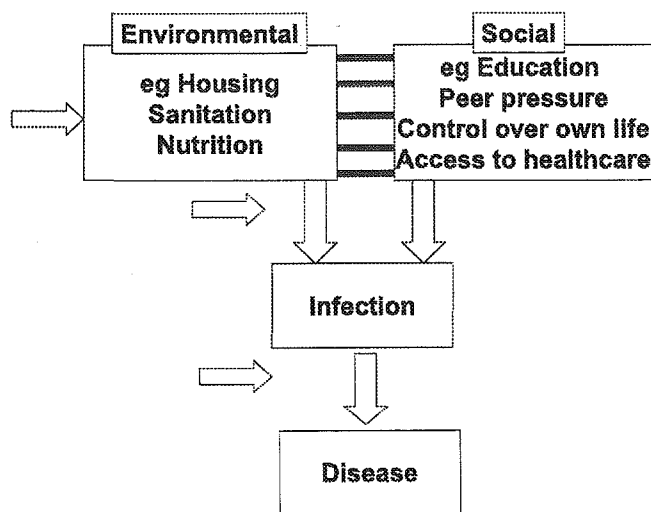 Environmental
eg Housing
Sanitation
Nutrition
Social
eg Education
Peer pressure
Control over own life
Access to healthcare
Infection
Disease